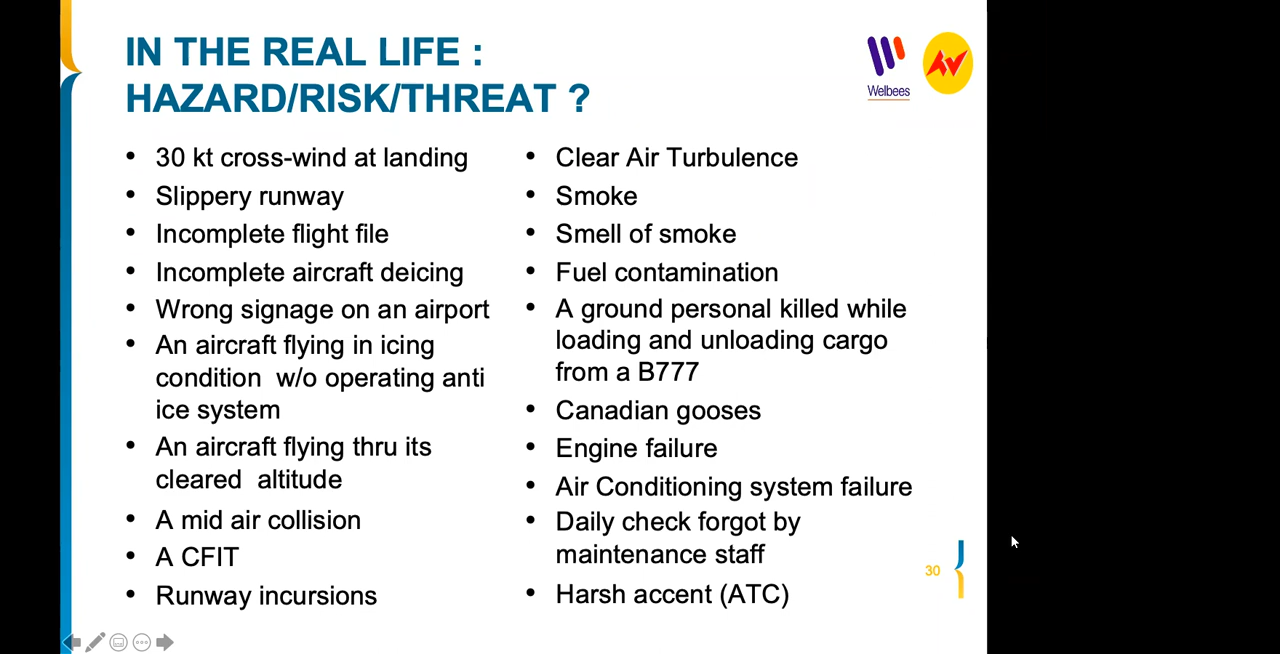 IN THE REAL LIFE :
HAZARD/RISK/THREAT ?
Welbees
• 30 kt cross-wind at landing
• Slippery runway
• Incomplete flight file
• Incomplete aircraft deicing
• Wrong signage on an airport
• An aircraft flying in icing
condition  w/o operating anti
ice system
• An aircraft flying thru its
cleared  altitude
• A mid air collision
• A CFIT
• Runway incursions
• Clear Air Turbulence
• Smoke
• Smell of smoke
• Fuel contamination
• A ground personal killed while
loading and unloading cargo
from a B777
• Canadian gooses
• Engine failure
• Air Conditioning system failure
• Daily check forgot by
maintenance staff
• Harsh accent (ATC)
30